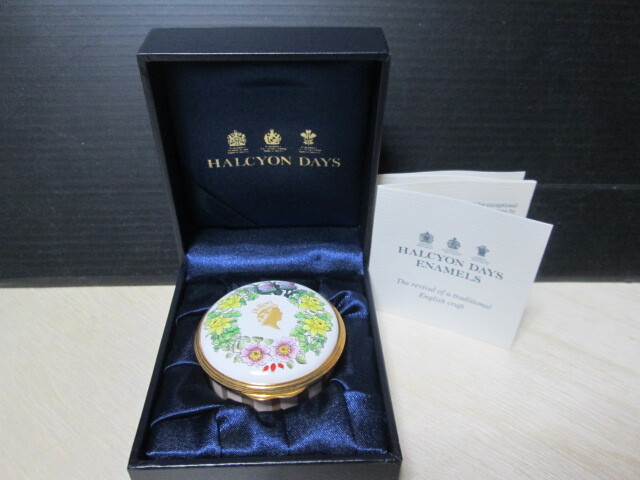 HALCYON DAYS
HALCYON DAYS
ENAMELS
The revival of a traditional
English craft